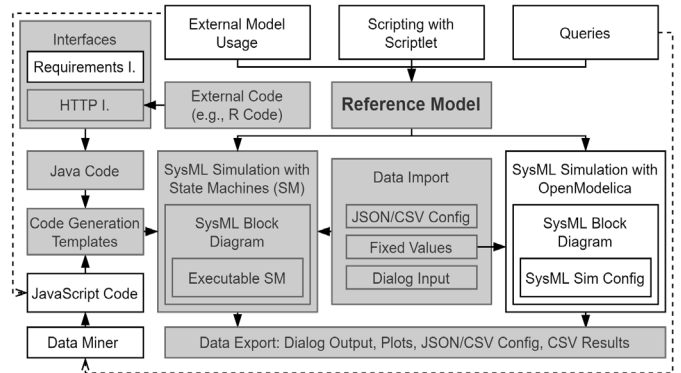 External Model
Usage
Scripting with
Scriptlet
Queries
Interfaces
Requirements I.
HTTP I.
External Code
(e.g., R Code)
Reference Model
Java Code
Code Generation
Templates
JavaScript Code
Data Miner
SysML Simulation with
State Machines (SM)
SysML Block
Diagram
Executable SM
Data Import
JSON/CSV Config
Fixed Values
Dialog Input
SysML Simulation with
OpenModelica
SysML Block
Diagram
SysML Sim Config
Data Export: Dialog Output, Plots, JSON/CSV Config, CSV Results